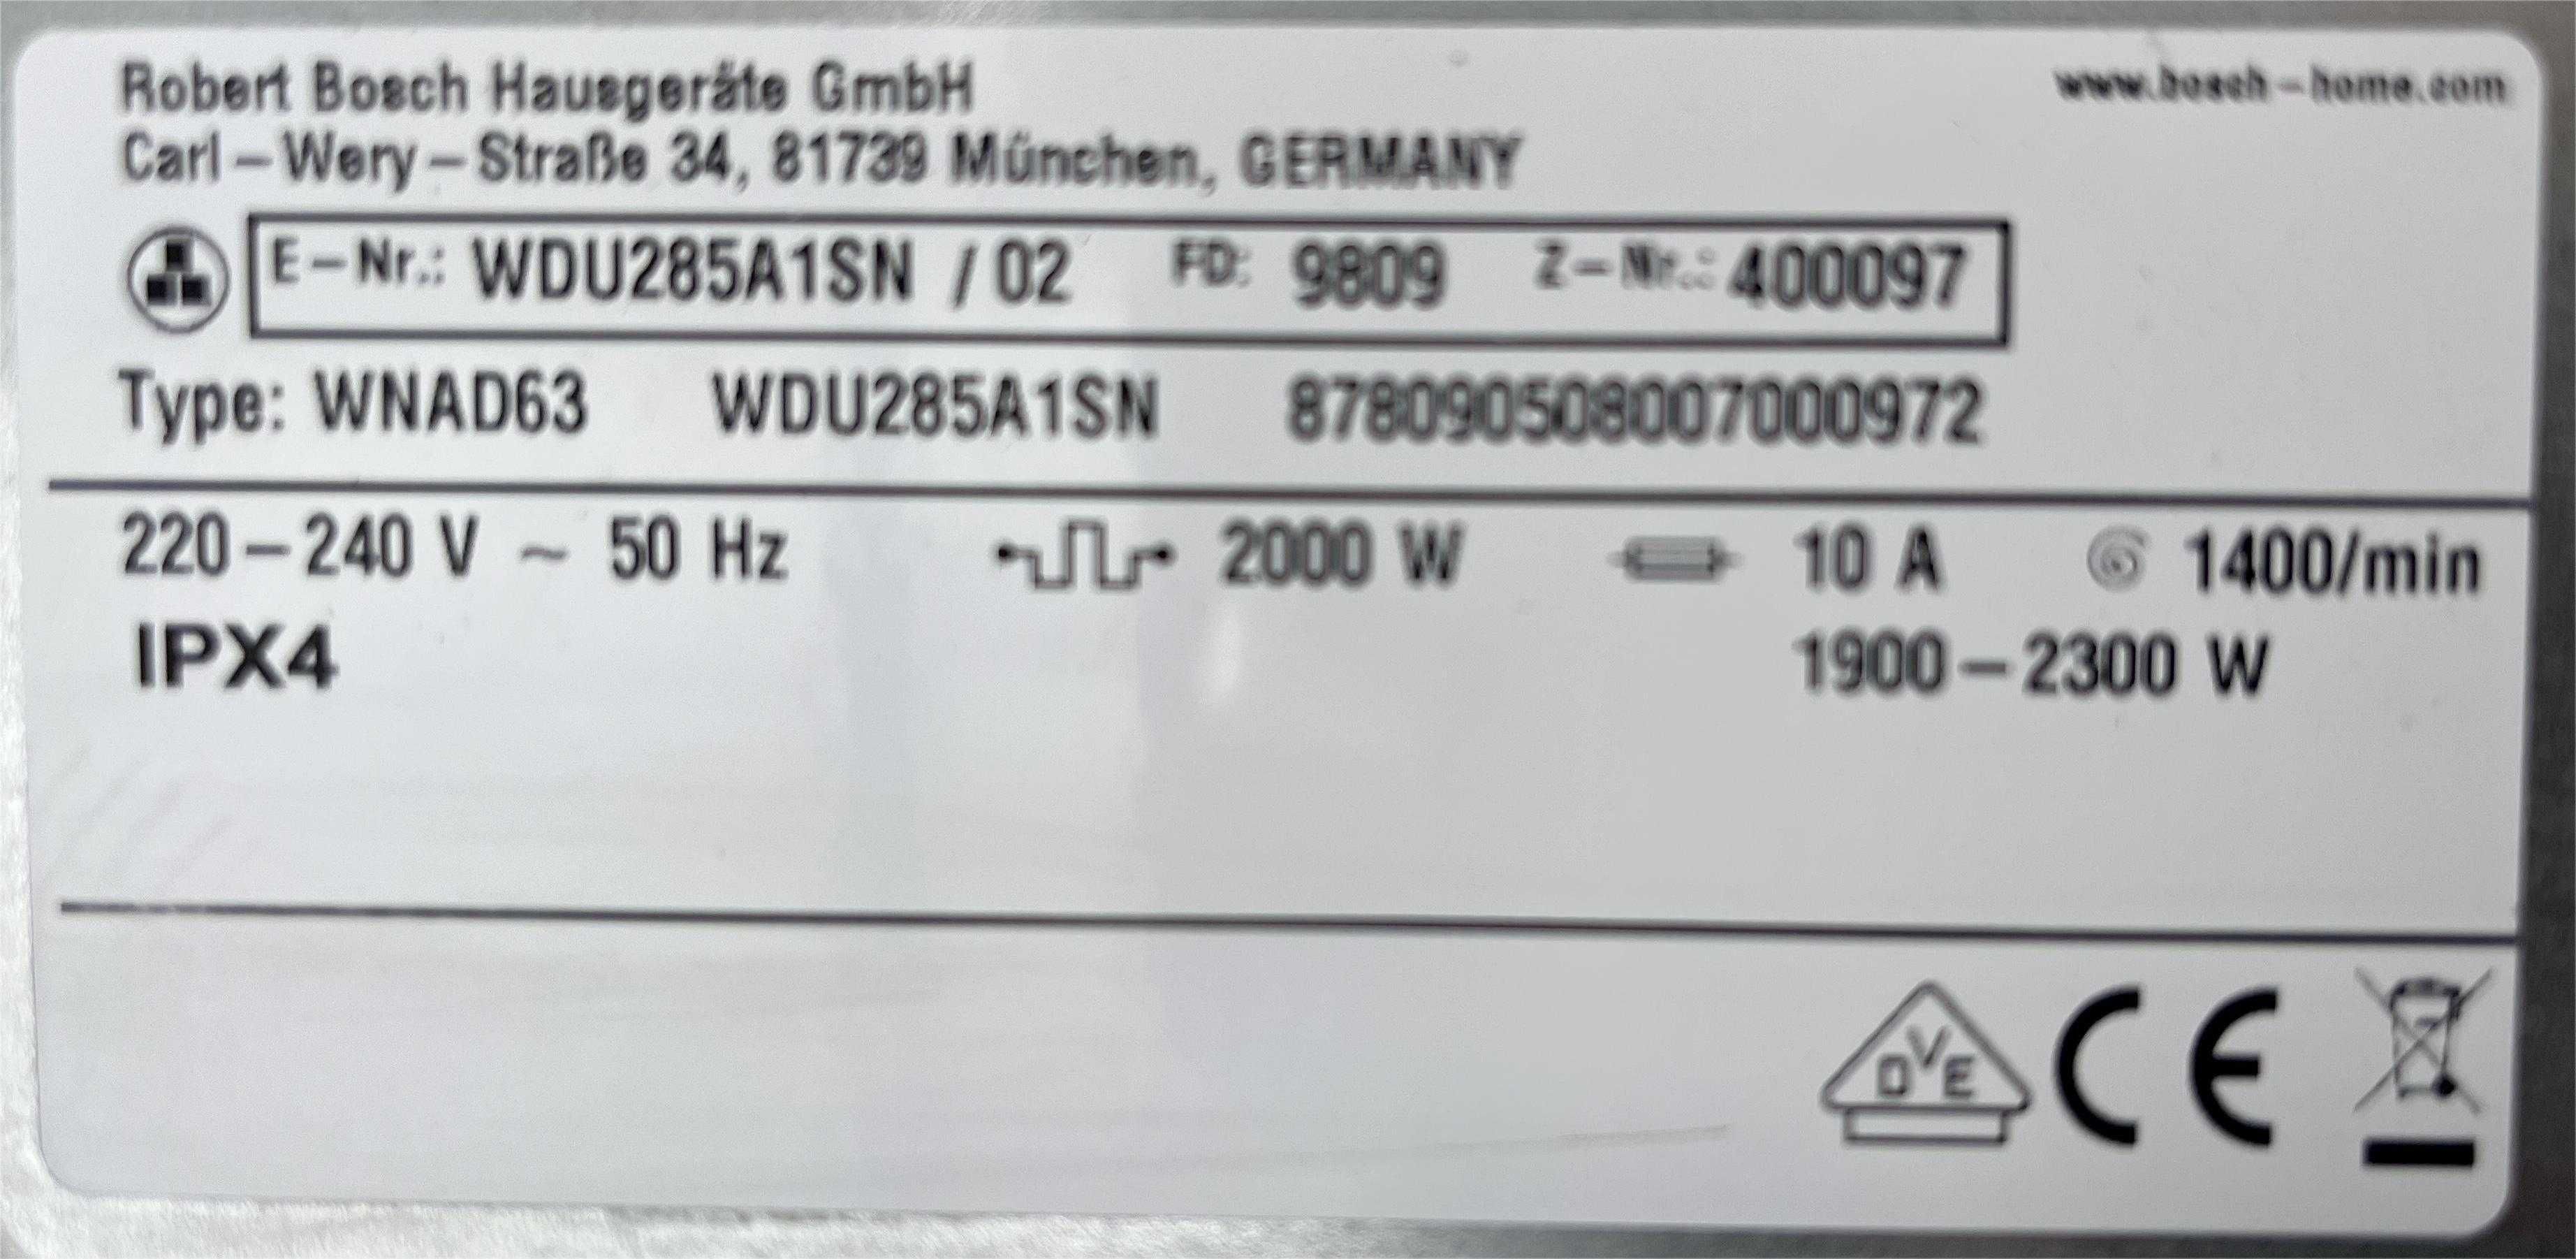 Robert Bosch Hausgeräte GmbH www.bosch-home.com
Carl-Wery-Straße 34, 81739 München, GERMANY
E-Nr.: WDU285A1SN / 02 FD: 9809 Z-Nr.: 400097
Type: WNAD63 WDU285A1SN 878090508007000972
220-240 V ~ 50 Hz 2000 W 10 A 1400/min
IPX4 1900-2300 W
DVE CE